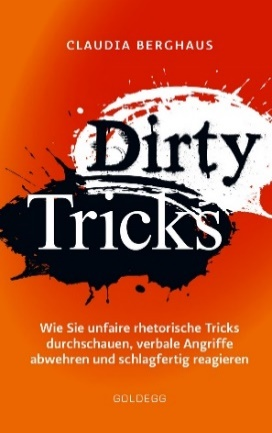 CLAUDIA BERGHAUS
Dirty
Tricks
Wie Sie unfaire rhetorische Tricks
durchschauen, verbale Angriffe
abwehren und schlagfertig reagieren
GOLDEGG